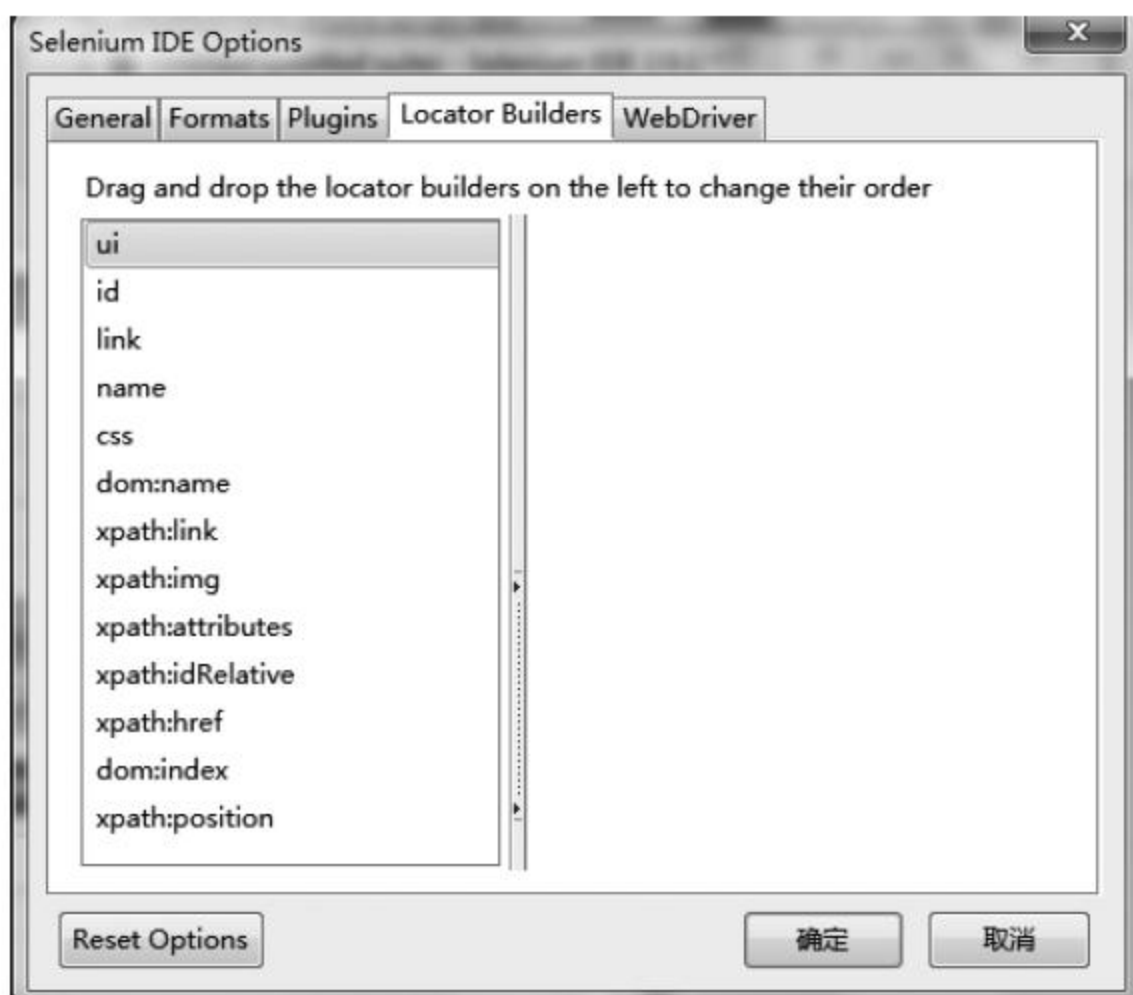 Selenium IDE Options
General Formats Plugins Locator Builders WebDriver
Drag and drop the locator builders on the left to change their order
ui
id
link
name
css
dom:name
xpath:link
xpath:img
xpath:attributes
xpath:idRelative
xpath:href
dom:index
xpath:position
Reset Options 确定 取消